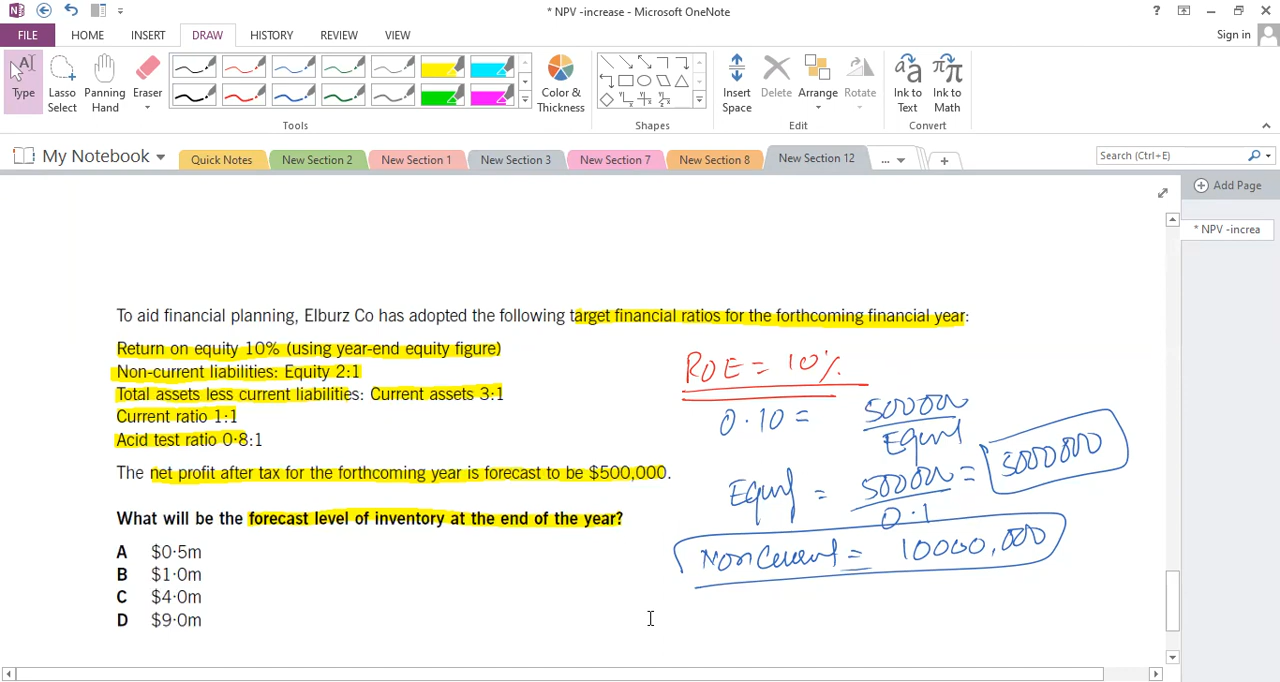 * NPV -increase - Microsoft OneNote
?
Sign in
FILE HOME INSERT DRAW HISTORY REVIEW VIEW
Type
Lasso Select
Panning Hand
Eraser
Color & Thickness
Insert Space
Delete
Arrange
Rotate
Ink to Text
Ink to Math
Tools
Shapes
Edit
Convert
My Notebook
Quick Notes
New Section 2
New Section 1
New Section 3
New Section 7
New Section 8
New Section 12
...
Search (Ctrl+E)
Add Page
* NPV -increa
To aid financial planning, Elburz Co has adopted the following target financial ratios for the forthcoming financial year:
Return on equity 10% (using year-end equity figure)
Non-current liabilities: Equity 2:1
Total assets less current liabilities: Current assets 3:1
Current ratio 1:1
Acid test ratio 0·8:1
The net profit after tax for the forthcoming year is forecast to be $500,000.
What will be the forecast level of inventory at the end of the year?
A $0·5m
B $1·0m
C $4·0m
D $9·0m
ROE = 10%
0.10 = 500000
Equity
Equity = 500000 = 5000000
0.1
Non Current = 10000,000